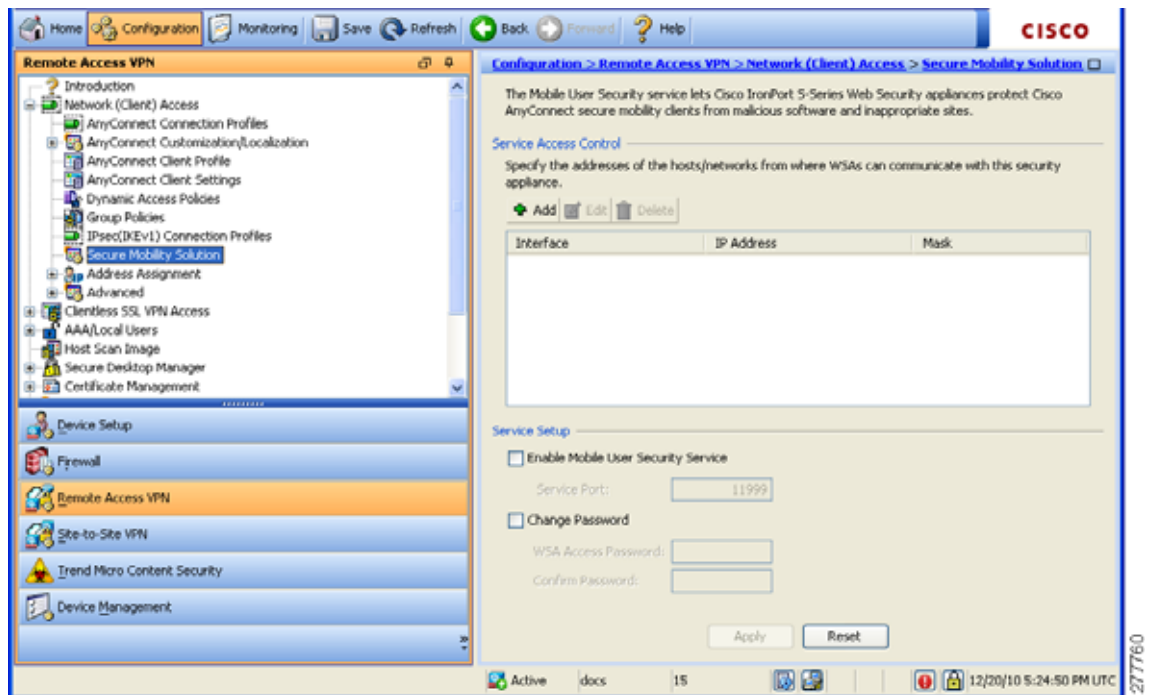 Home Configuration Monitoring Save Refresh Back Forward Help
CISCO
Remote Access VPN
Introduction
Network (Client) Access
AnyConnect Connection Profiles
AnyConnect Customization/Localization
AnyConnect Client Profile
AnyConnect Client Settings
Dynamic Access Policies
Group Policies
IPsec(IKEv1) Connection Profiles
Secure Mobility Solution
Address Assignment
Advanced
Clientless SSL VPN Access
AAA/Local Users
Host Scan Image
Secure Desktop Manager
Certificate Management
Device Setup
Firewall
Remote Access VPN
Site-to-Site VPN
Trend Micro Content Security
Device Management
Configuration > Remote Access VPN > Network (Client) Access > Secure Mobility Solution
The Mobile User Security service lets Cisco IronPort S-Series Web Security appliances protect Cisco
AnyConnect secure mobility clients from malicious software and inappropriate sites.
Service Access Control
Specify the addresses of the hosts/networks from where WSAs can communicate with this security
appliance.
Add Edit Delete
Interface IP Address Mask
Service Setup
Enable Mobile User Security Service
Service Port: 11999
Change Password
WSA Access Password:
Confirm Password:
Apply Reset
Active docs 15 12/20/10 5:24:50 PM UTC
277760